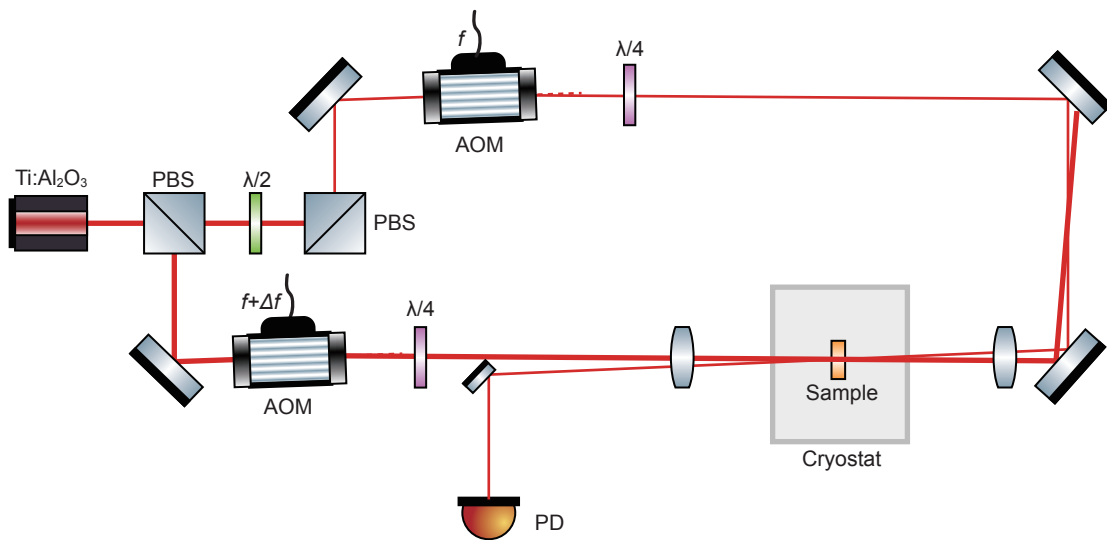 f
λ/4
AOM
Ti:Al₂O₃
PBS
λ/2
PBS
f+Δf
λ/4
AOM
Sample
Cryostat
PD